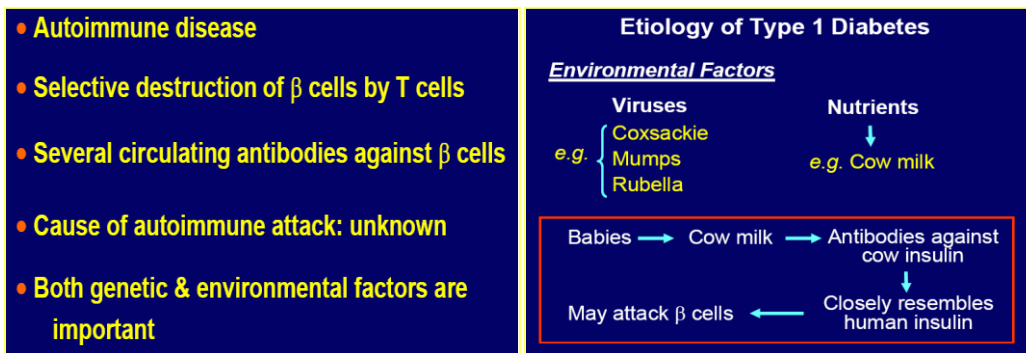 • Autoimmune disease
• Selective destruction of β cells by T cells
• Several circulating antibodies against β cells
• Cause of autoimmune attack: unknown
• Both genetic & environmental factors are
important
Etiology of Type 1 Diabetes
Environmental Factors
Viruses
e.g.
Coxsackie
Mumps
Rubella
Nutrients
e.g. Cow milk
Babies
Cow milk
Antibodies against
cow insulin
Closely resembles
human insulin
May attack β cells